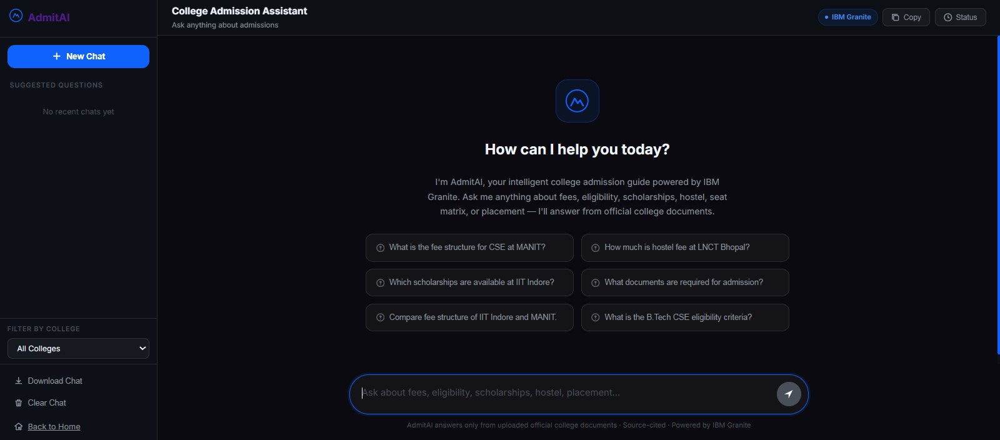 AdmitAI
New Chat
SUGGESTED QUESTIONS
No recent chats yet
FILTER BY COLLEGE
All Colleges
Download Chat
Clear Chat
Back to Home
College Admission Assistant
Ask anything about admissions
IBM Granite
Copy
Status
How can I help you today?
I'm AdmitAI, your intelligent college admission guide powered by IBM
Granite. Ask me anything about fees, eligibility, scholarships, hostel, seat
matrix, or placement — I'll answer from official college documents.
What is the fee structure for CSE at MANIT?
How much is hostel fee at LNCT Bhopal?
Which scholarships are available at IIT Indore?
What documents are required for admission?
Compare fee structure of IIT Indore and MANIT.
What is the B.Tech CSE eligibility criteria?
Ask about fees, eligibility, scholarships, hostel, placement...
AdmitAI answers only from uploaded official college documents · Source-cited · Powered by IBM Granite